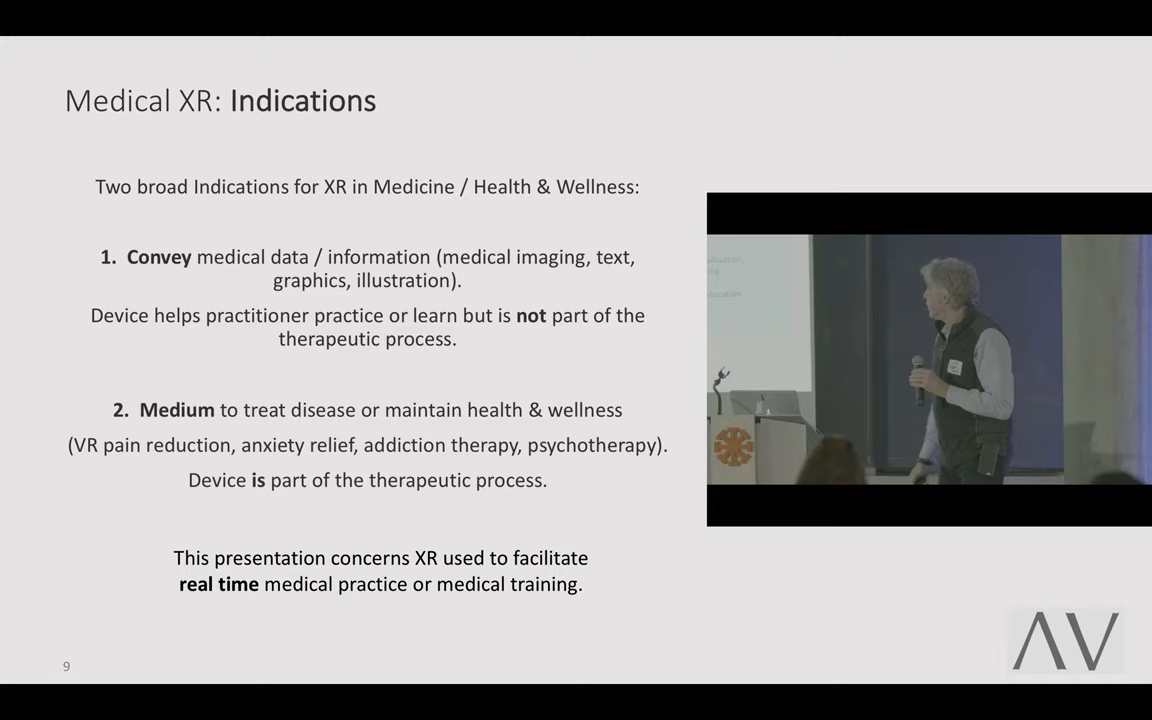 Medical XR: Indications
Two broad Indications for XR in Medicine / Health & Wellness:
1. Convey medical data / information (medical imaging, text,
graphics, illustration).
Device helps practitioner practice or learn but is not part of the
therapeutic process.
2. Medium to treat disease or maintain health & wellness
(VR pain reduction, anxiety relief, addiction therapy, psychotherapy).
Device is part of the therapeutic process.
This presentation concerns XR used to facilitate
real time medical practice or medical training.
9